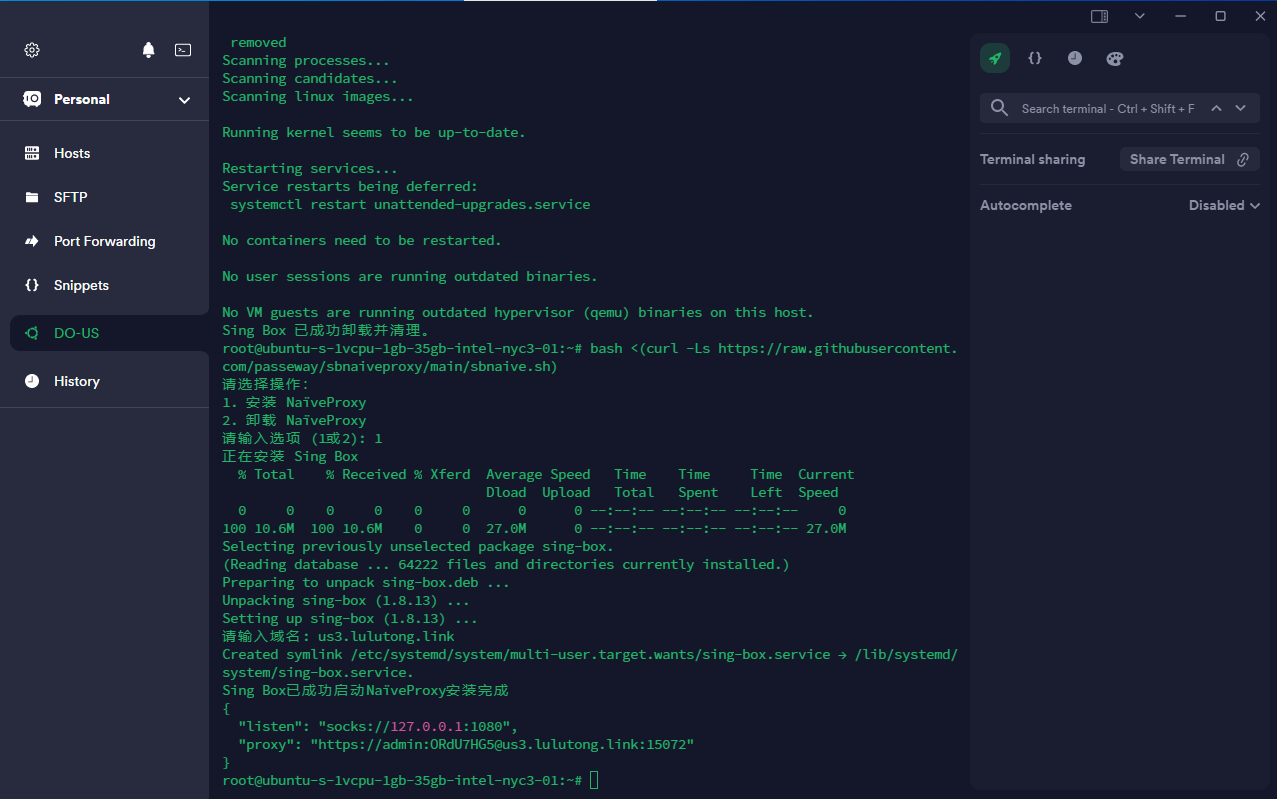 Personal
Hosts
SFTP
Port Forwarding
Snippets
DO-US
History
removed
Scanning processes...
Scanning candidates...
Scanning linux images...
Running kernel seems to be up-to-date.
Restarting services...
Service restarts being deferred:
systemctl restart unattended-upgrades.service
No containers need to be restarted.
No user sessions are running outdated binaries.
No VM guests are running outdated hypervisor (qemu) binaries on this host.
Sing Box 已成功卸载并清理。
root@ubuntu-s-1vcpu-1gb-35gb-intel-nyc3-01:~# bash <(curl -Ls https://raw.githubusercontent.
com/passeway/sbnaiveproxy/main/sbnaive.sh)
请选择操作:
1. 安装 NaïveProxy
2. 卸载 NaïveProxy
请输入选项 (1或2): 1
正在安装 Sing Box
% Total % Received % Xferd Average Speed Time Time Time Current
Dload Upload Total Spent Left Speed
0 0 0 0 0 0 0 0 --:--:-- --:--:-- --:--:-- 0
100 10.6M 100 10.6M 0 0 27.0M 0 --:--:-- --:--:-- --:--:-- 27.0M
Selecting previously unselected package sing-box.
(Reading database ... 64222 files and directories currently installed.)
Preparing to unpack sing-box.deb ...
Unpacking sing-box (1.8.13) ...
Setting up sing-box (1.8.13) ...
请输入域名: us3.lulutong.link
Created symlink /etc/systemd/system/multi-user.target.wants/sing-box.service → /lib/systemd/
system/sing-box.service.
Sing Box已成功启动NaïveProxy安装完成
{
"listen": "socks://127.0.0.1:1080",
"proxy": "https://admin:ORdU7HG5@us3.lulutong.link:15072"
}
root@ubuntu-s-1vcpu-1gb-35gb-intel-nyc3-01:~#
Search terminal - Ctrl + Shift + F
Terminal sharing Share Terminal
Autocomplete Disabled